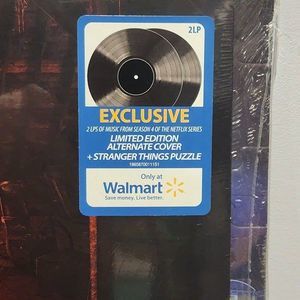 2LP
EXCLUSIVE
2 LPS OF MUSIC FROM SEASON 4 OF THE NETFLIX SERIES
LIMITED EDITION
ALTERNATE COVER
+ STRANGER THINGS PUZZLE
19658700011151
Only at
Walmart
Save money. Live better.